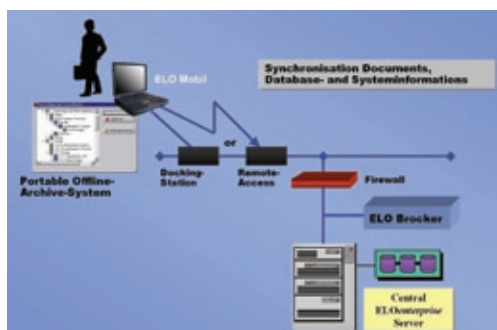 Synchronisation Documents,
Database- and Systeminformations
ELO Mobil
or
Portable Offline-
Archive-System
Docking-
Station
Remote-
Access
Firewall
ELO Brocker
Central
ELOenterprise
Server